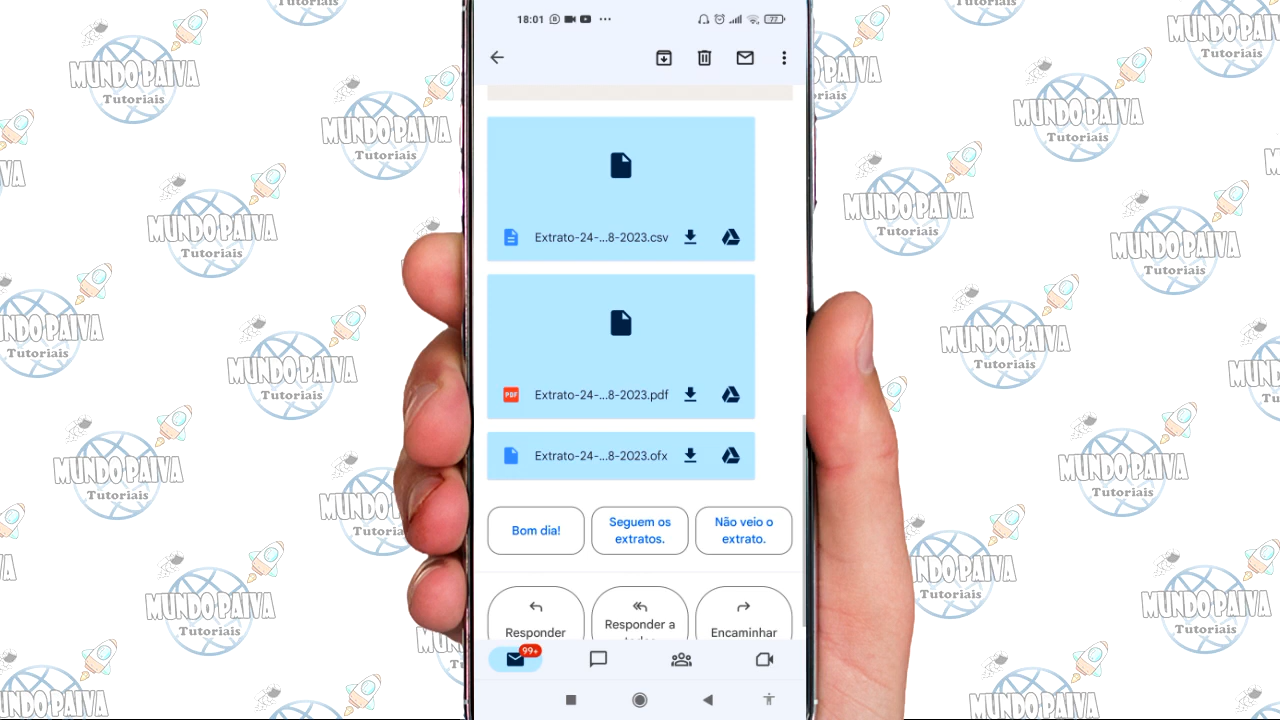 18:01
77
Extrato-24-...8-2023.csv
PDF
Extrato-24-...8-2023.pdf
Extrato-24-...8-2023.ofx
Bom dia!
Seguem os
extratos.
Não veio o
extrato.
Responder
Responder a
Encaminhar
99+
MUNDO PAIVA
Tutoriais